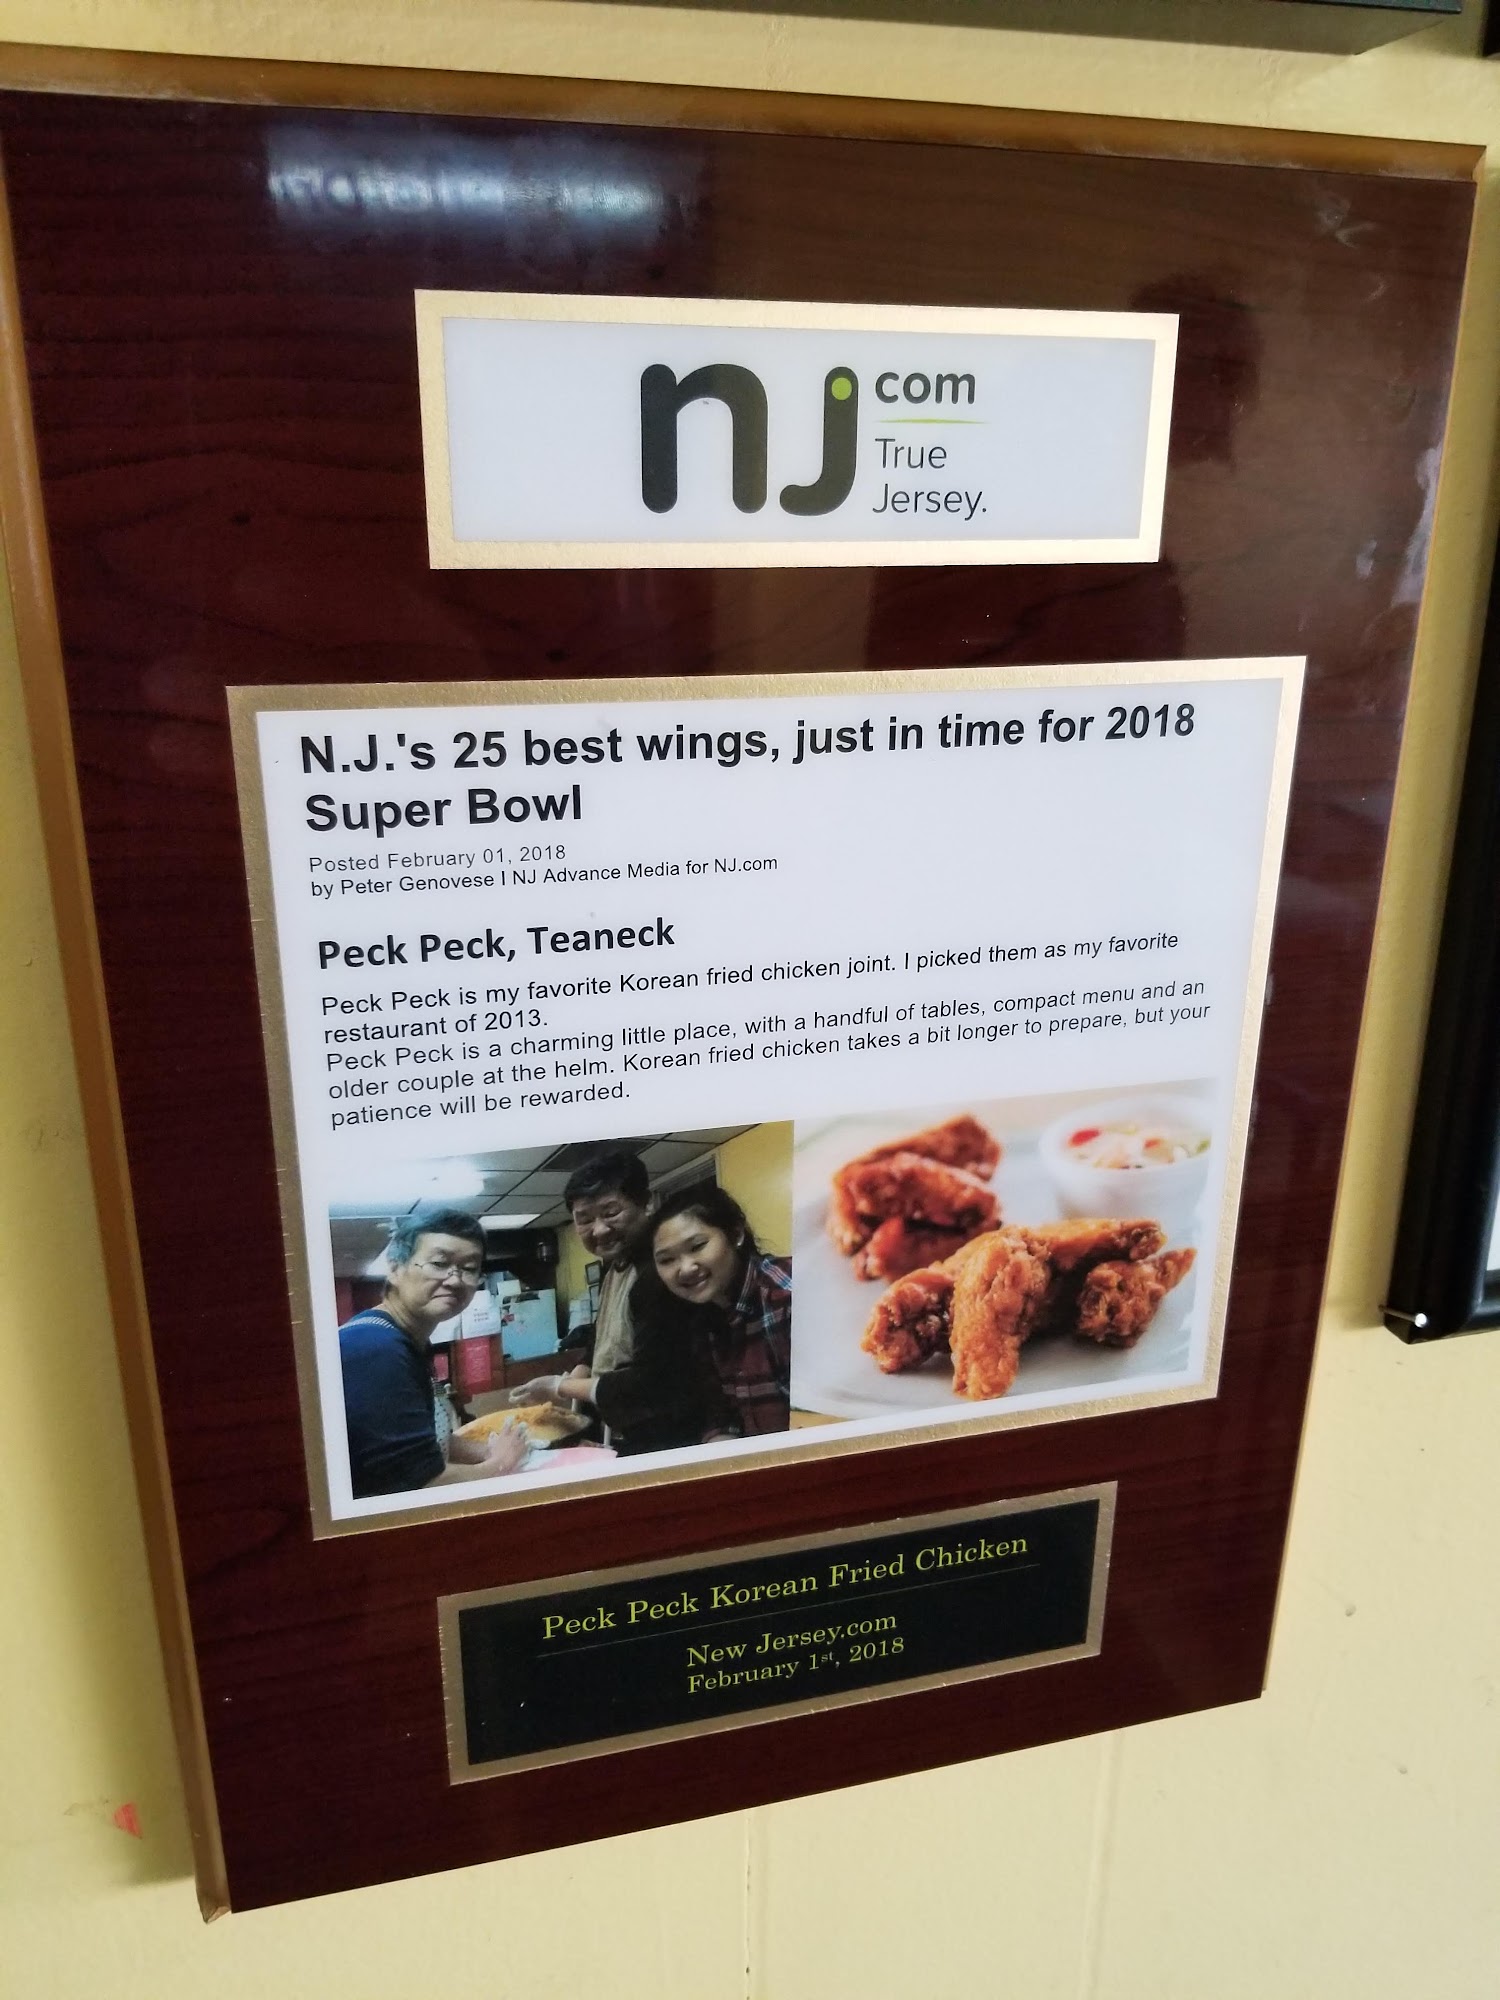 nj com
True
Jersey.
N.J.'s 25 best wings, just in time for 2018
Super Bowl
Posted February 01, 2018
by Peter Genovese I NJ Advance Media for NJ.com
Peck Peck, Teaneck
Peck Peck is my favorite Korean fried chicken joint. I picked them as my favorite
restaurant of 2013.
Peck Peck is a charming little place, with a handful of tables, compact menu and an
older couple at the helm. Korean fried chicken takes a bit longer to prepare, but your
patience will be rewarded.
Peck Peck Korean Fried Chicken
New Jersey.com
February 1st, 2018